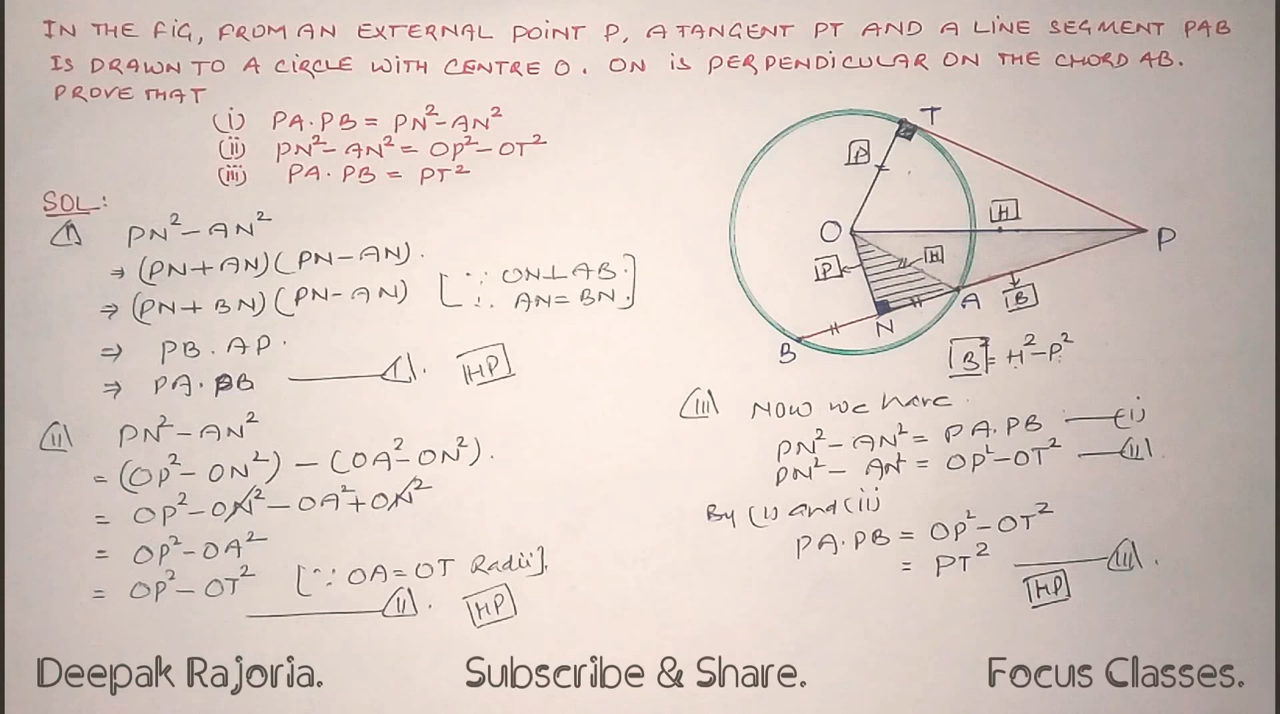 IN THE FIG, FROM AN EXTERNAL POINT P, A TANGENT PT AND A LINE SEGMENT PAB
IS DRAWN TO A CIRCLE WITH CENTRE O. ON IS PERPENDICULAR ON THE CHORD AB.
PROVE THAT
(i) PA.PB = PN²-AN²
(ii) PN²-AN² = OP²-OT²
(iii) PA.PB = PT²
SOL:
(I) PN²-AN²
⇒ (PN+AN)(PN-AN).
⇒ (PN+BN)(PN-AN) [∵ ON⊥AB.
∴ AN=BN.]
⇒ PB.AP.
⇒ PA.PB ——— (I). HP
(II) PN²-AN²
= (OP²-ON²)-(OA²-ON²).
= OP²-ON²-OA²+ON²
= OP²-OA²
= OP²-OT² [∵ OA=OT Radii].
——— (II). HP
T
P
H
O
P
H
P
A
B
N
B
B² = H²-P²
(III) Now we have.
PN²-AN² = PA.PB —— (i)
PN²-AN² = OP²-OT² —— (II)
By (i) and (ii)
PA.PB = OP²-OT²
= PT² ——— (III).
HP
Deepak Rajoria. Subscribe & Share. Focus Classes.